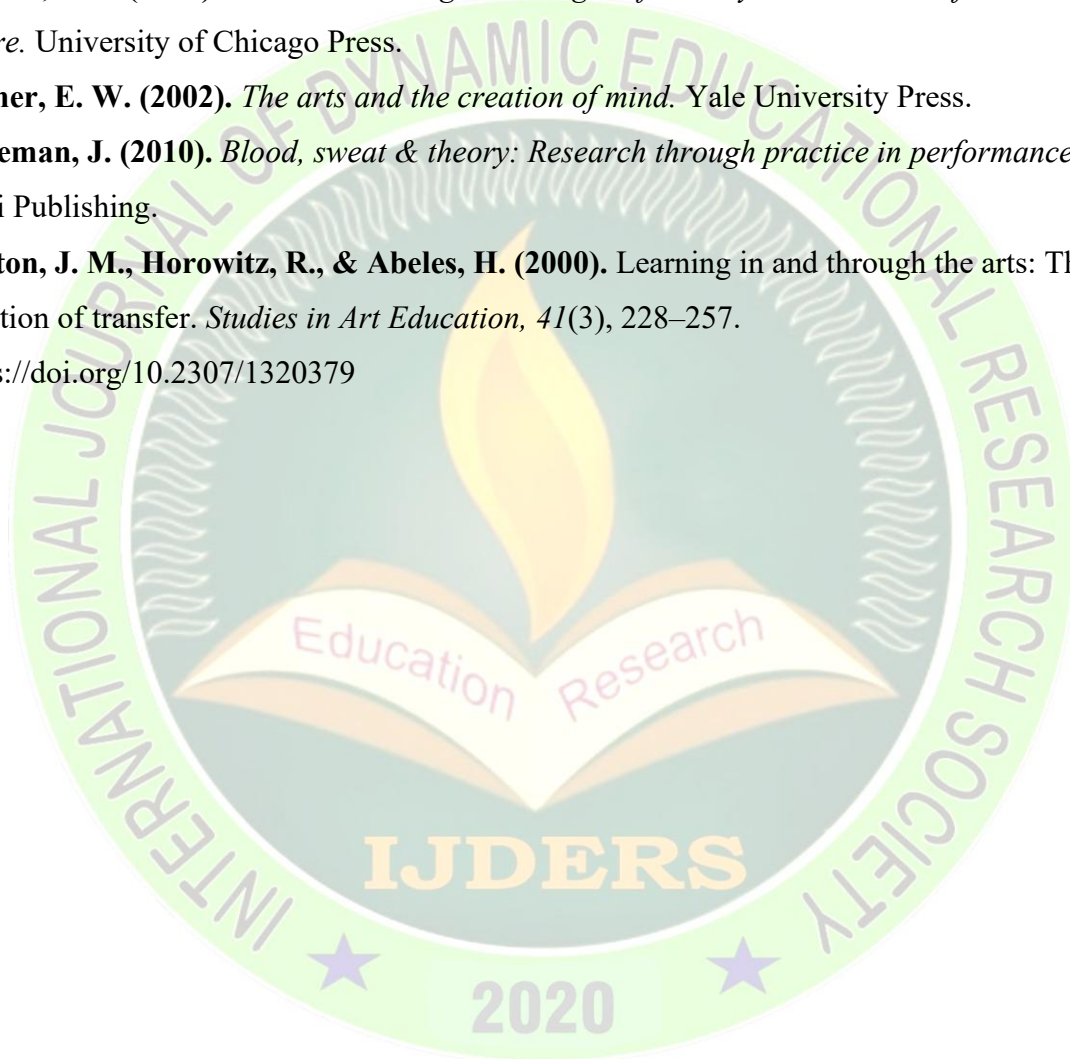 re. University of Chicago Press.
ner, E. W. (2002). The arts and the creation of mind. Yale University Press.
eman, J. (2010). Blood, sweat & theory: Research through practice in performance
i Publishing.
ton, J. M., Horowitz, R., & Abeles, H. (2000). Learning in and through the arts: Th
tion of transfer. Studies in Art Education, 41(3), 228–257.
s://doi.org/10.2307/1320379
INTERNATIONAL JOURNAL OF DYNAMIC EDUCATIONAL RESEARCH SOCIETY
Education Research
IJDERS
2020